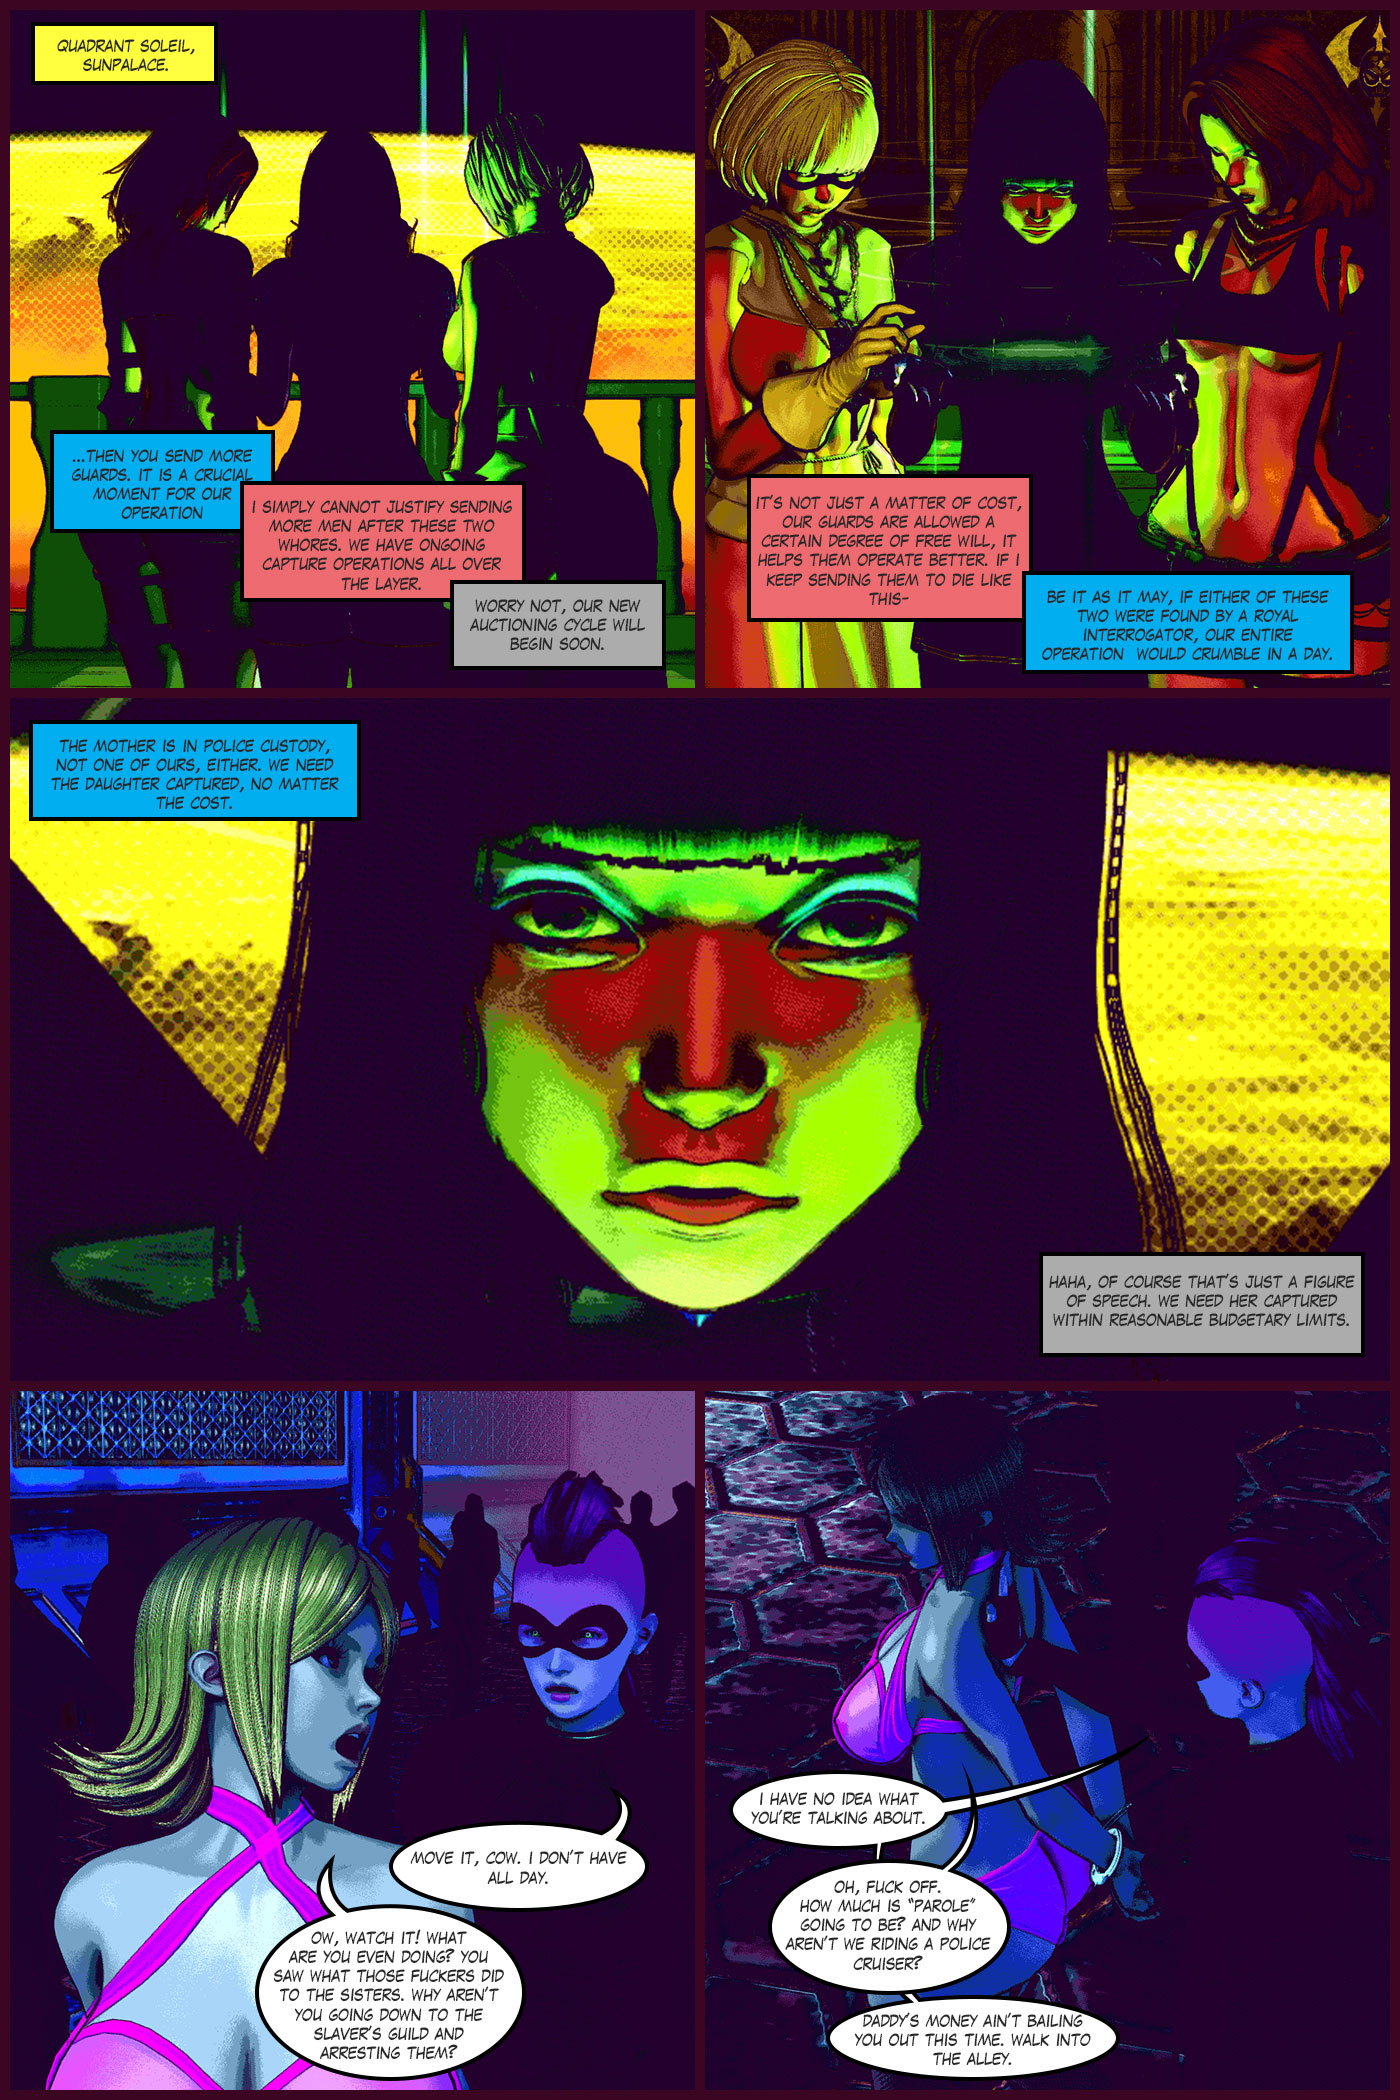 QUADRANT SOLEIL,
SUNPALACE.
...THEN YOU SEND MORE
GUARDS. IT IS A CRUCIAL
MOMENT FOR OUR
OPERATION
I SIMPLY CANNOT JUSTIFY SENDING
MORE MEN AFTER THESE TWO
WHORES. WE HAVE ONGOING
CAPTURE OPERATIONS ALL OVER
THE LAYER.
WORRY NOT, OUR NEW
AUCTIONING CYCLE WILL
BEGIN SOON.
IT'S NOT JUST A MATTER OF COST,
OUR GUARDS ARE ALLOWED A
CERTAIN DEGREE OF FREE WILL, IT
HELPS THEM OPERATE BETTER. IF I
KEEP SENDING THEM TO DIE LIKE
THIS-
BE IT AS IT MAY, IF EITHER OF THESE
TWO WERE FOUND BY A ROYAL
INTERROGATOR, OUR ENTIRE
OPERATION WOULD CRUMBLE IN A DAY.
THE MOTHER IS IN POLICE CUSTODY,
NOT ONE OF OURS, EITHER. WE NEED
THE DAUGHTER CAPTURED, NO MATTER
THE COST.
HAHA, OF COURSE THAT'S JUST A FIGURE
OF SPEECH. WE NEED HER CAPTURED
WITHIN REASONABLE BUDGETARY LIMITS.
MOVE IT, COW. I DON'T HAVE
ALL DAY.
OW, WATCH IT! WHAT
ARE YOU EVEN DOING? YOU
SAW WHAT THOSE FUCKERS DID
TO THE SISTERS. WHY AREN'T
YOU GOING DOWN TO THE
SLAVER'S GUILD AND
ARRESTING THEM?
I HAVE NO IDEA WHAT
YOU'RE TALKING ABOUT.
OH, FUCK OFF.
HOW MUCH IS "PAROLE"
GOING TO BE? AND WHY
AREN'T WE RIDING A POLICE
CRUISER?
DADDY'S MONEY AIN'T BAILING
YOU OUT THIS TIME. WALK INTO
THE ALLEY.